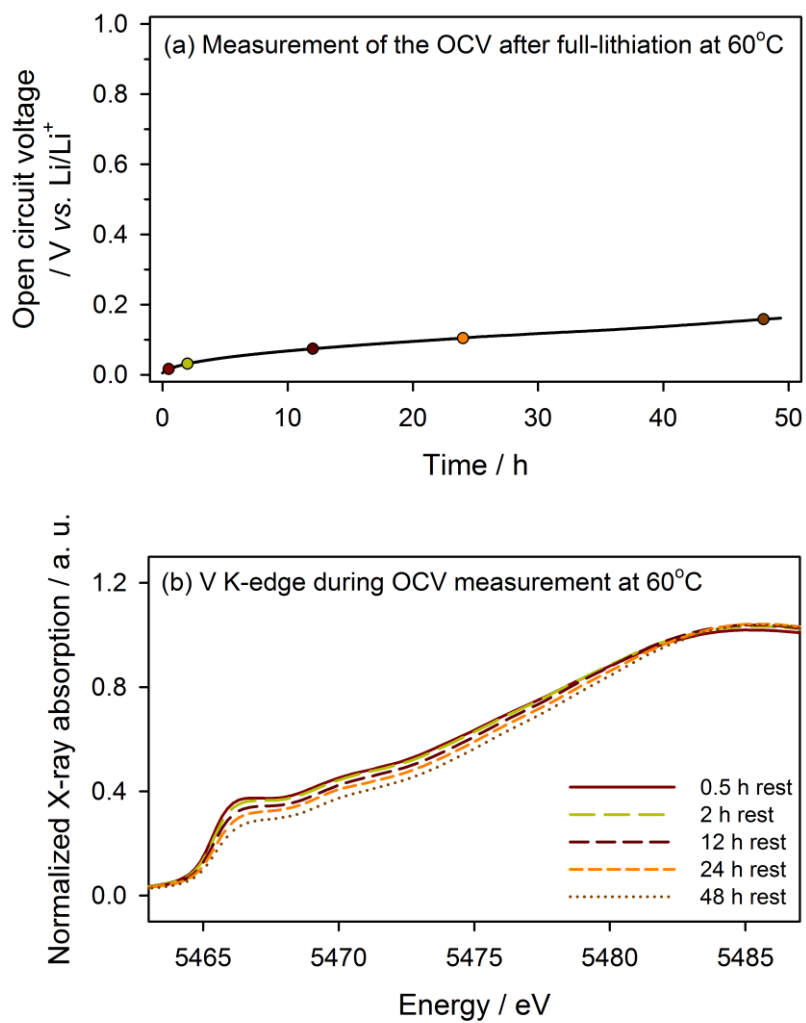 (a) Measurement of the OCV after full-lithiation at 60°C
Open circuit voltage
/ V vs. Li/Li⁺
1.0
0.8
0.6
0.4
0.2
0.0
0 10 20 30 40 50
Time / h
(b) V K-edge during OCV measurement at 60°C
Normalized X-ray absorption / a. u.
1.2
0.8
0.4
0.0
0.5 h rest
2 h rest
12 h rest
24 h rest
48 h rest
5465 5470 5475 5480 5485
Energy / eV